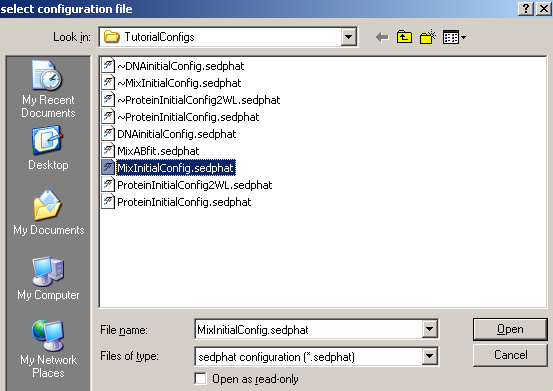 select configuration file
Look in:
TutorialConfigs
My Recent
Documents
Desktop
My Documents
My Computer
My Network
Places
~DNAinitialConfig.sedphat
~MixInitialConfig.sedphat
~ProteinInitialConfig2WL.sedphat
~ProteinInitialConfig.sedphat
DNAinitialConfig.sedphat
MixABfit.sedphat
MixInitialConfig.sedphat
ProteinInitialConfig2WL.sedphat
ProteinInitialConfig.sedphat
File name:
MixInitialConfig.sedphat
Open
Files of type:
sedphat configuration (*.sedphat)
Cancel
Open as read-only